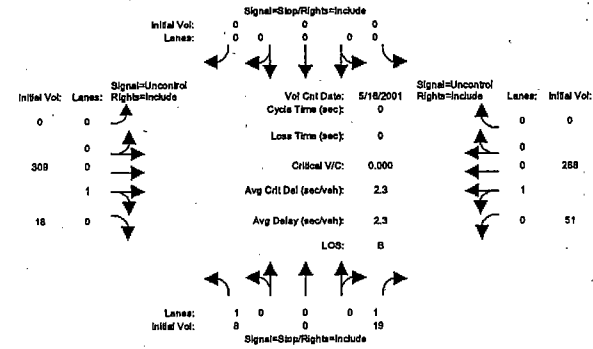 Signal=Stop/Rights=Include
Initial Vol: 0 0 0
Lanes: 0 0 0 0 0
Signal=Uncontrol
Initial Vol: Lanes: Rights=Include
Vol Cnt Date: 5/16/2001
Signal=Uncontrol
Rights=Include Lanes: Initial Vol:
Cycle Time (sec): 0
0 0
0 0
Loss Time (sec): 0
0
0
309 0
Critical V/C: 0.000
0 288
1
Avg Crit Del (sec/veh): 2.3
1
18 0
Avg Delay (sec/veh): 2.3
0 51
LOS: B
Lanes: 1 0 0 0 1
Initial Vol: 8 0 19
Signal=Stop/Rights=Include